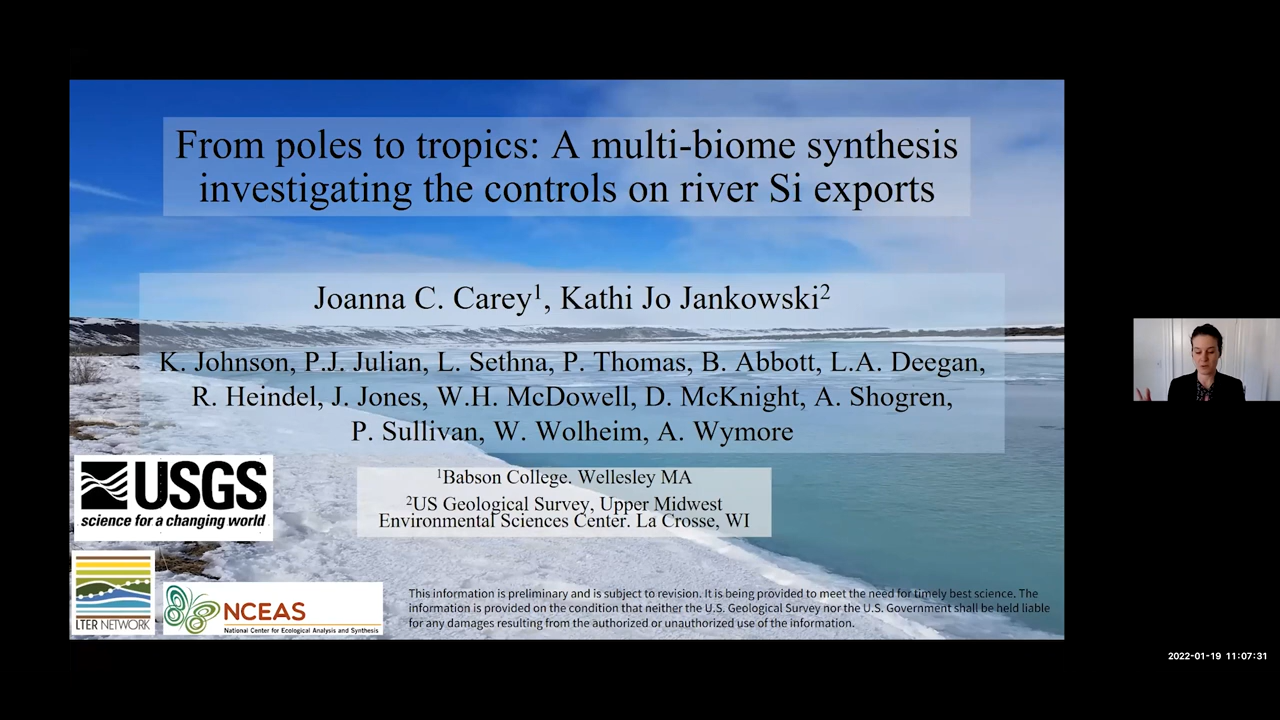 From poles to tropics: A multi-biome synthesis
investigating the controls on river Si exports
Joanna C. Carey¹, Kathi Jo Jankowski²
K. Johnson, P.J. Julian, L. Sethna, P. Thomas, B. Abbott, L.A. Deegan,
R. Heindel, J. Jones, W.H. McDowell, D. McKnight, A. Shogren,
P. Sullivan, W. Wolheim, A. Wymore
¹Babson College. Wellesley MA
²US Geological Survey, Upper Midwest
Environmental Sciences Center. La Crosse, WI
USGS
science for a changing world
LTER NETWORK
NCEAS
National Center for Ecological Analysis and Synthesis
This information is preliminary and is subject to revision. It is being provided to meet the need for timely best science. The
information is provided on the condition that neither the U.S. Geological Survey nor the U.S. Government shall be held liable
for any damages resulting from the authorized or unauthorized use of the information.
2022-01-19 11:07:31